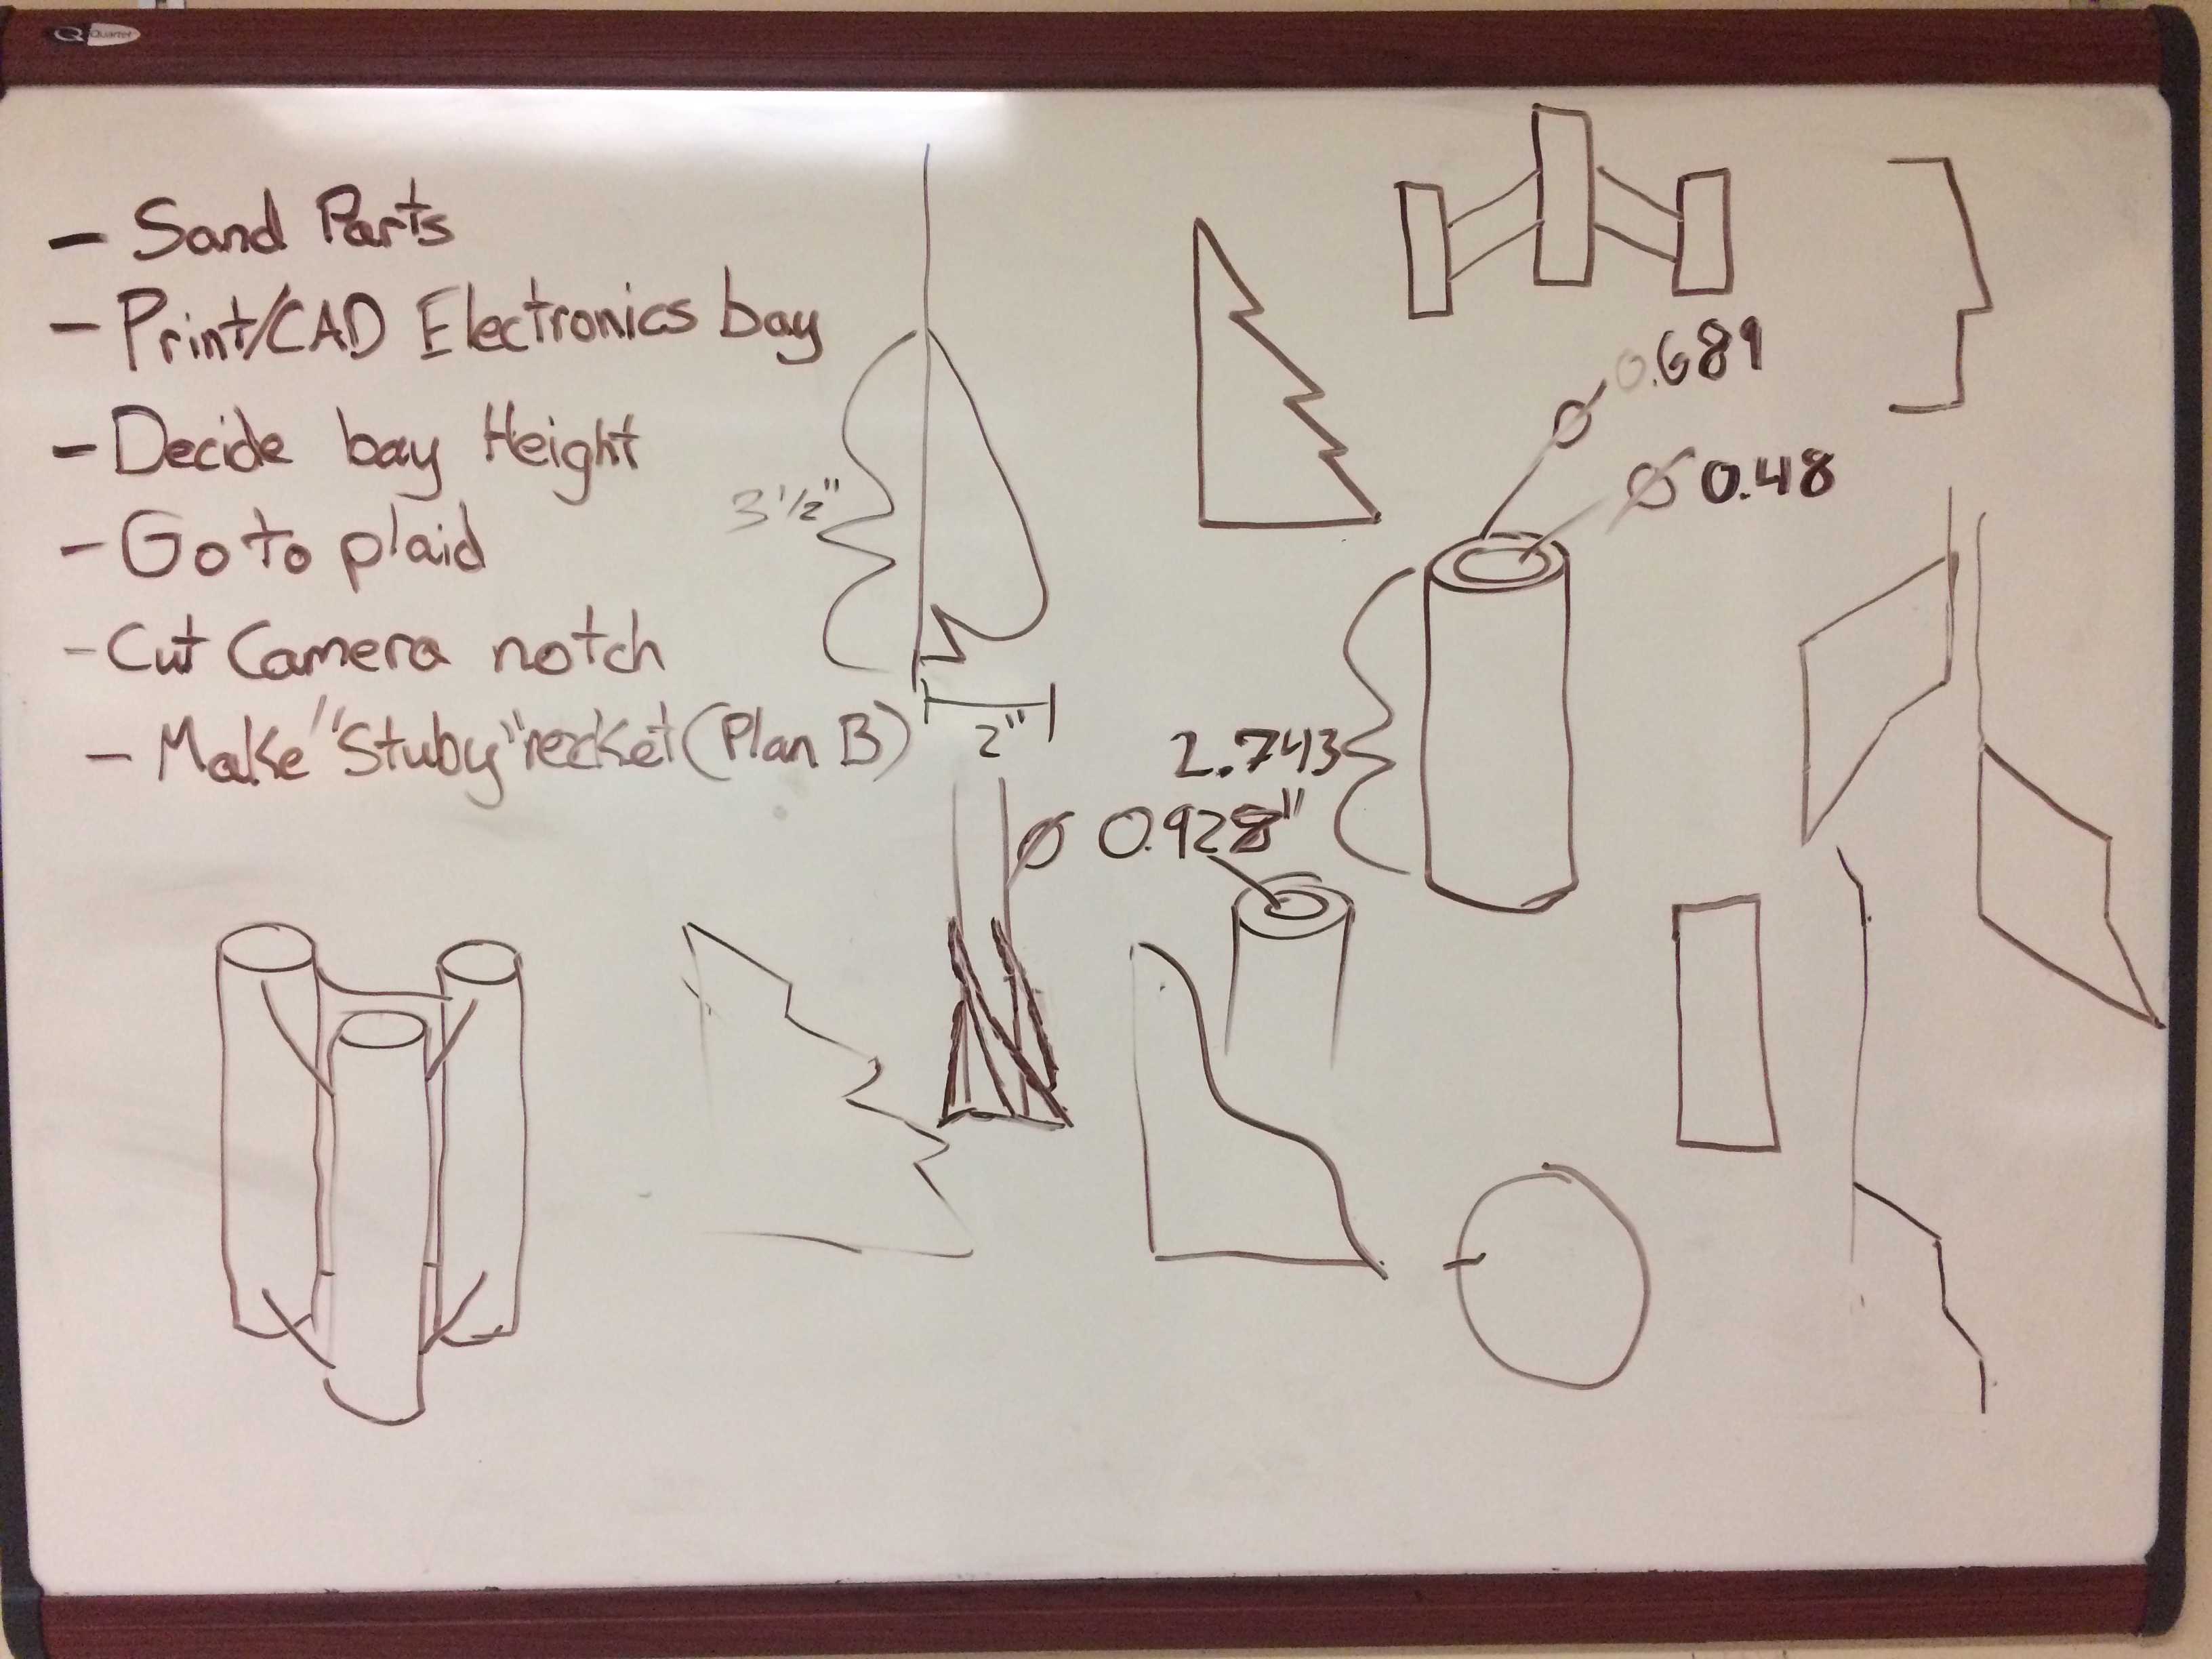 Quartet
- Sand Parts
- Print/CAD Electronics bay
- Decide bay Height
- Go to plaid
- Cut Camera notch
- Make "Stuby" rocket (Plan B)
3 1/2"
2"
Ø 0.689
Ø 0.48
2.743
Ø 0.928"